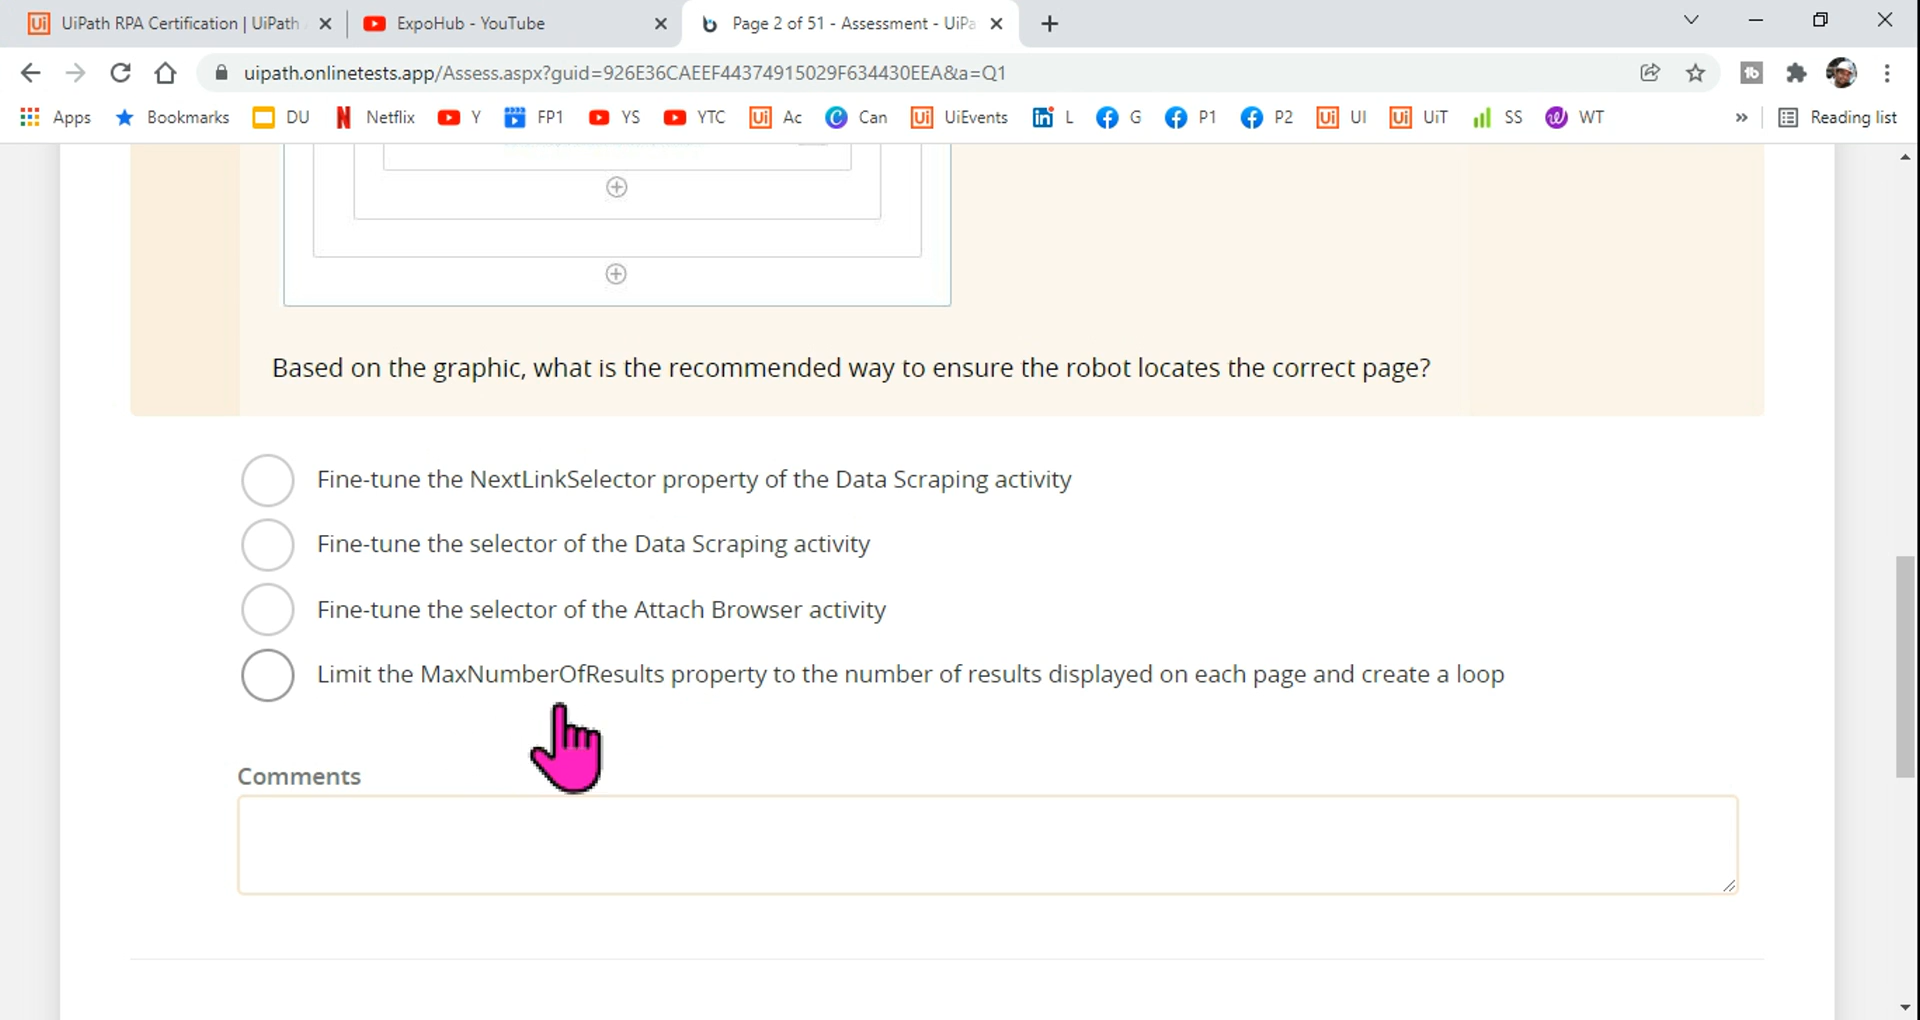 UiPath RPA Certification | UiPath
ExpoHub - YouTube
Page 2 of 51 - Assessment - UiPa
uipath.onlinetests.app/Assess.aspx?guid=926E36CAEEF44374915029F634430EEA&a=Q1
Apps Bookmarks DU Netflix Y FP1 YS YTC Ac Can UiEvents L G P1 P2 UI UiT SS WT » Reading list
Based on the graphic, what is the recommended way to ensure the robot locates the correct page?
Fine-tune the NextLinkSelector property of the Data Scraping activity
Fine-tune the selector of the Data Scraping activity
Fine-tune the selector of the Attach Browser activity
Limit the MaxNumberOfResults property to the number of results displayed on each page and create a loop
Comments